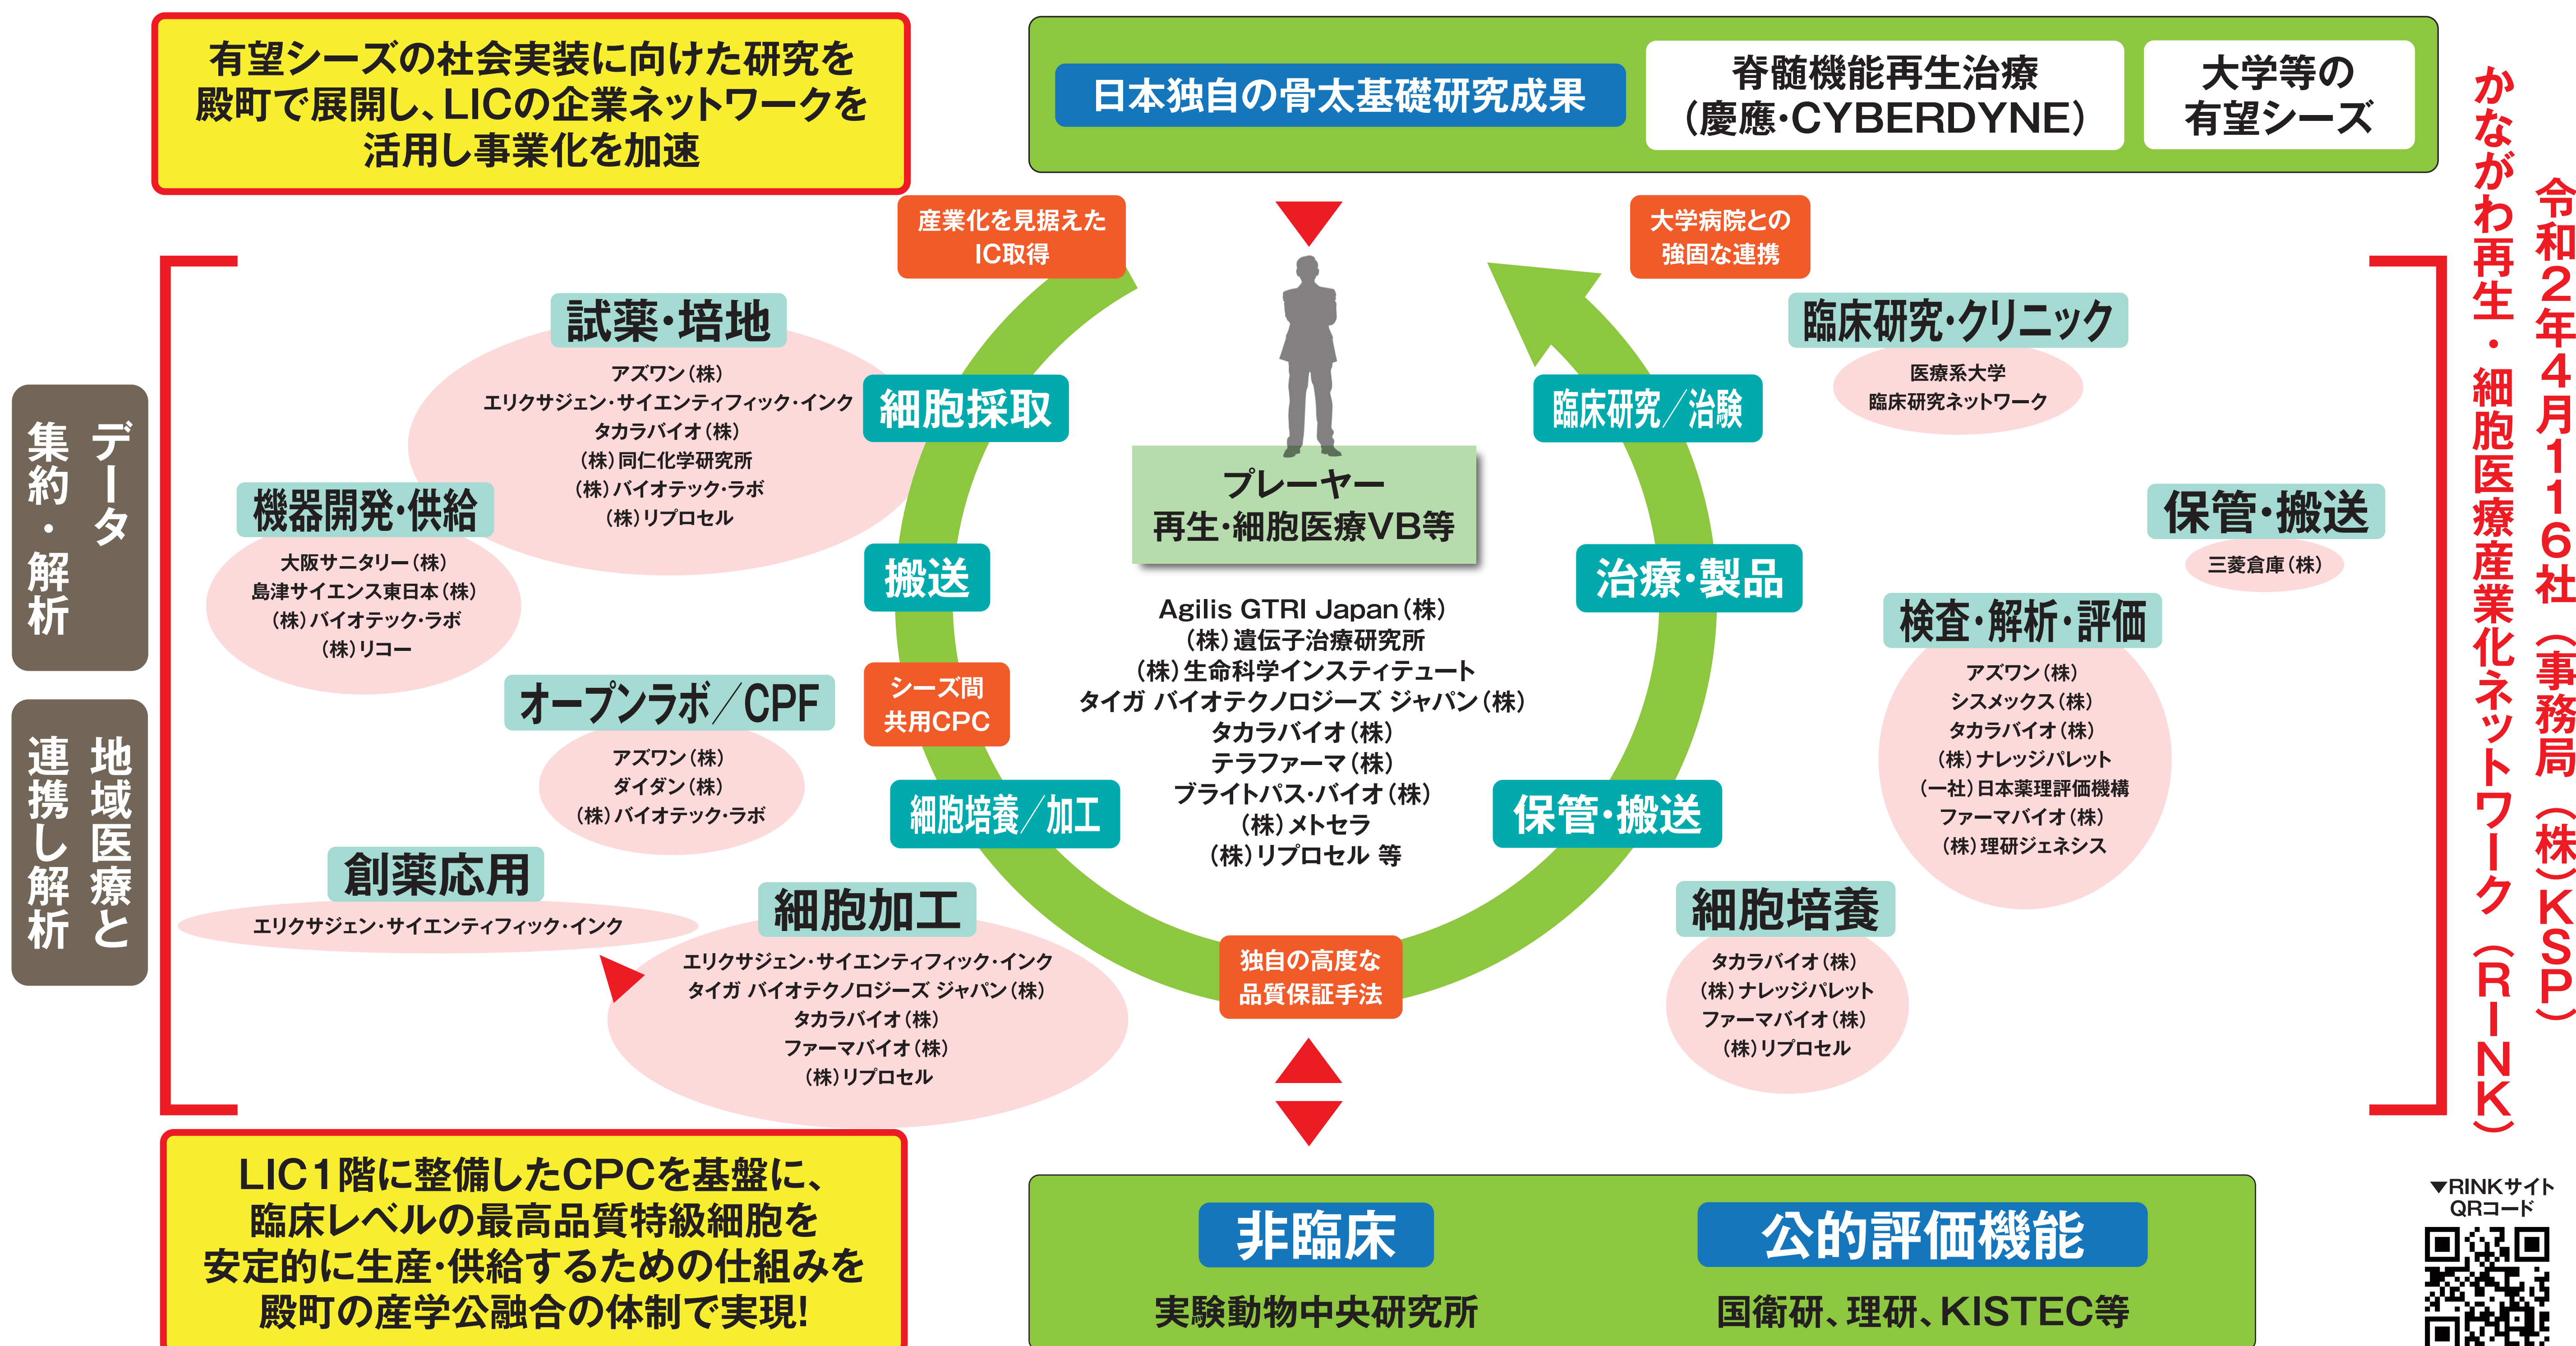 有望シーズの社会実装に向けた研究を
殿町で展開し、LICの企業ネットワークを
活用し事業化を加速
日本独自の骨太基礎研究成果
脊髄機能再生治療
（慶應・CYBERDYNE）
大学等の
有望シーズ
産業化を見据えた
IC取得
大学病院との
強固な連携
試薬・培地
アズワン（株）
エリクサジェン・サイエンティフィック・インク
タカラバイオ（株）
（株）同仁化学研究所
（株）バイオテック・ラボ
（株）リプロセル
機器開発・供給
大阪サニタリー（株）
島津サイエンス東日本（株）
（株）バイオテック・ラボ
（株）リコー
オープンラボ／CPF
アズワン（株）
ダイダン（株）
（株）バイオテック・ラボ
創薬応用
エリクサジェン・サイエンティフィック・インク
細胞加工
エリクサジェン・サイエンティフィック・インク
タイガ バイオテクノロジーズ ジャパン（株）
タカラバイオ（株）
ファーマバイオ（株）
（株）リプロセル
データ
集約・解析
地域医療と
連携し解析
細胞採取
搬送
シーズ間
共用CPC
細胞培養／加工
独自の高度な
品質保証手法
保管・搬送
治療・製品
臨床研究／治験
プレーヤー
再生・細胞医療VB等
Agilis GTRI Japan（株）
（株）遺伝子治療研究所
（株）生命科学インスティテュート
タイガ バイオテクノロジーズ ジャパン（株）
タカラバイオ（株）
テラファーマ（株）
ブライトパス・バイオ（株）
（株）メトセラ
（株）リプロセル 等
臨床研究・クリニック
医療系大学
臨床研究ネットワーク
保管・搬送
三菱倉庫（株）
検査・解析・評価
アズワン（株）
シスメックス（株）
タカラバイオ（株）
（株）ナレッジパレット
（一社）日本薬理評価機構
ファーマバイオ（株）
（株）理研ジェネシス
細胞培養
タカラバイオ（株）
（株）ナレッジパレット
ファーマバイオ（株）
（株）リプロセル
令和２年４月１１６社（事務局（株）KSP）
かながわ再生・細胞医療産業化ネットワーク（RINK）
LIC１階に整備したCPCを基盤に、
臨床レベルの最高品質特級細胞を
安定的に生産・供給するための仕組みを
殿町の産学公融合の体制で実現！
非臨床
実験動物中央研究所
公的評価機能
国衛研、理研、KISTEC等
▼RINKサイト
QRコード